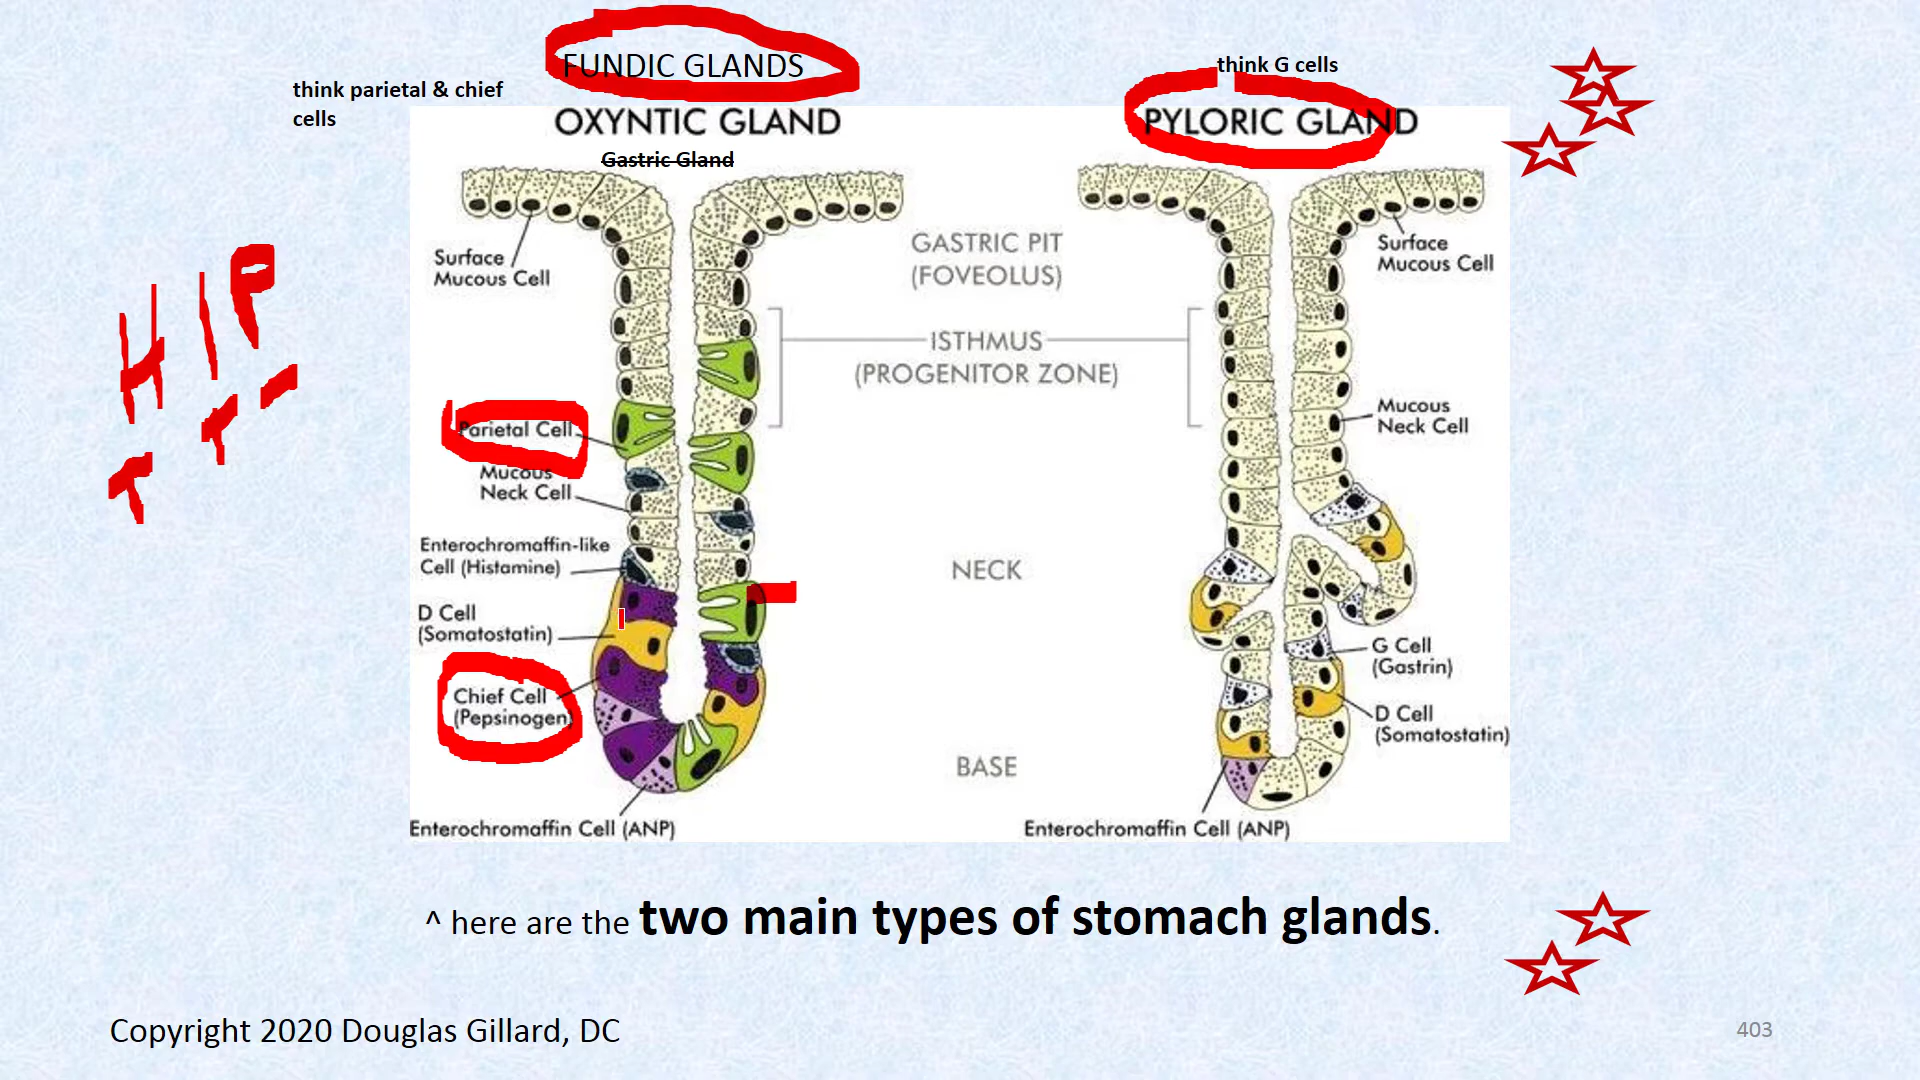 FUNDIC GLANDS
think parietal & chief
cells
think G cells
OXYNTIC GLAND
PYLORIC GLAND
Gastric Gland
Surface
Mucous Cell
GASTRIC PIT
(FOVEOLUS)
Surface
Mucous Cell
HIP
ISTHMUS
(PROGENITOR ZONE)
Parietal Cell
Mucous
Neck Cell
Mucous
Neck Cell
Enterochromaffin-like
Cell (Histamine)
NECK
D Cell
(Somatostatin)
G Cell
(Gastrin)
Chief Cell
(Pepsinogen)
D Cell
(Somatostatin)
BASE
Enterochromaffin Cell (ANP)
Enterochromaffin Cell (ANP)
^ here are the two main types of stomach glands.
Copyright 2020 Douglas Gillard, DC
403